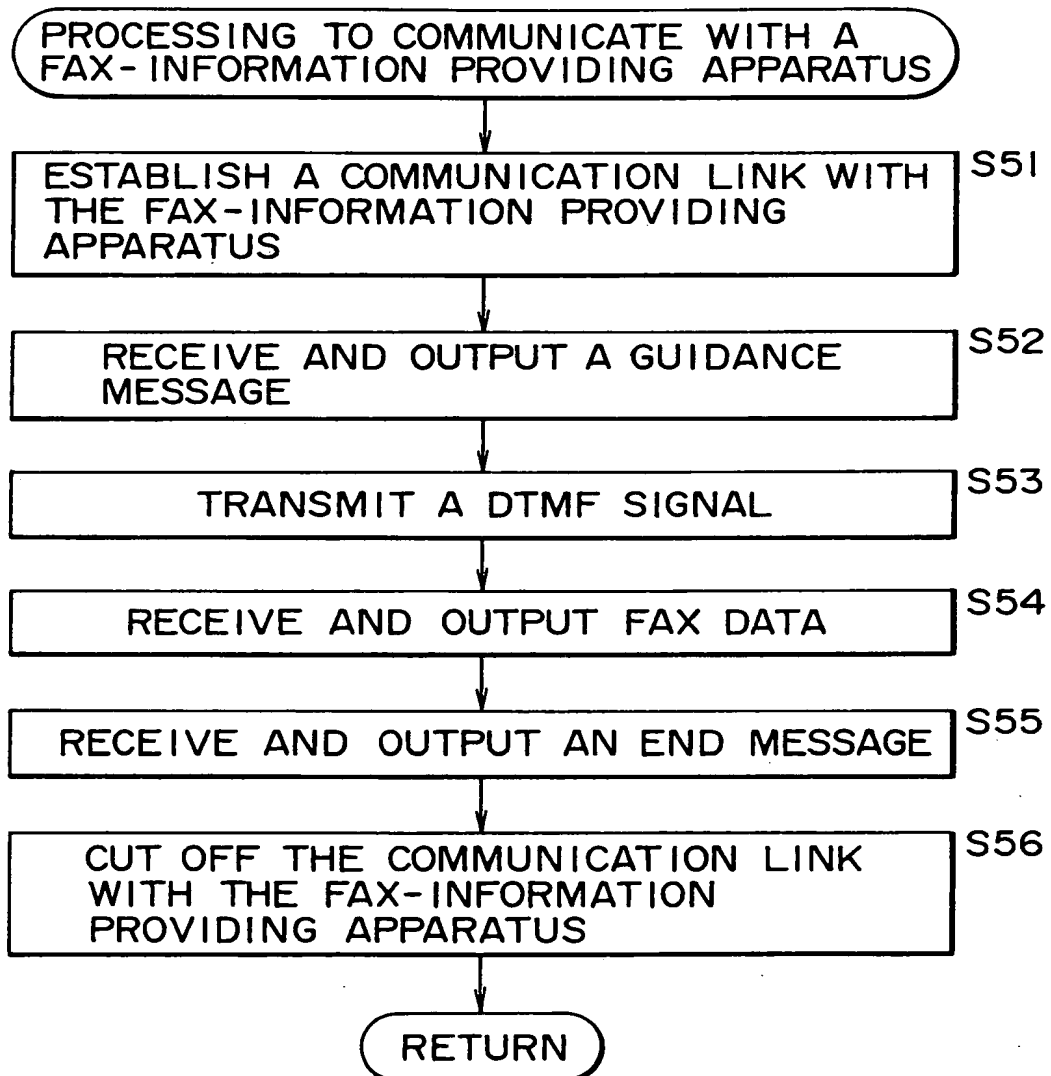 PROCESSING TO COMMUNICATE WITH A
FAX-INFORMATION PROVIDING APPARATUS
S51
ESTABLISH A COMMUNICATION LINK WITH
THE FAX-INFORMATION PROVIDING
APPARATUS
S52
RECEIVE AND OUTPUT A GUIDANCE
MESSAGE
S53
TRANSMIT A DTMF SIGNAL
S54
RECEIVE AND OUTPUT FAX DATA
S55
RECEIVE AND OUTPUT AN END MESSAGE
S56
CUT OFF THE COMMUNICATION LINK
WITH THE FAX-INFORMATION
PROVIDING APPARATUS
RETURN